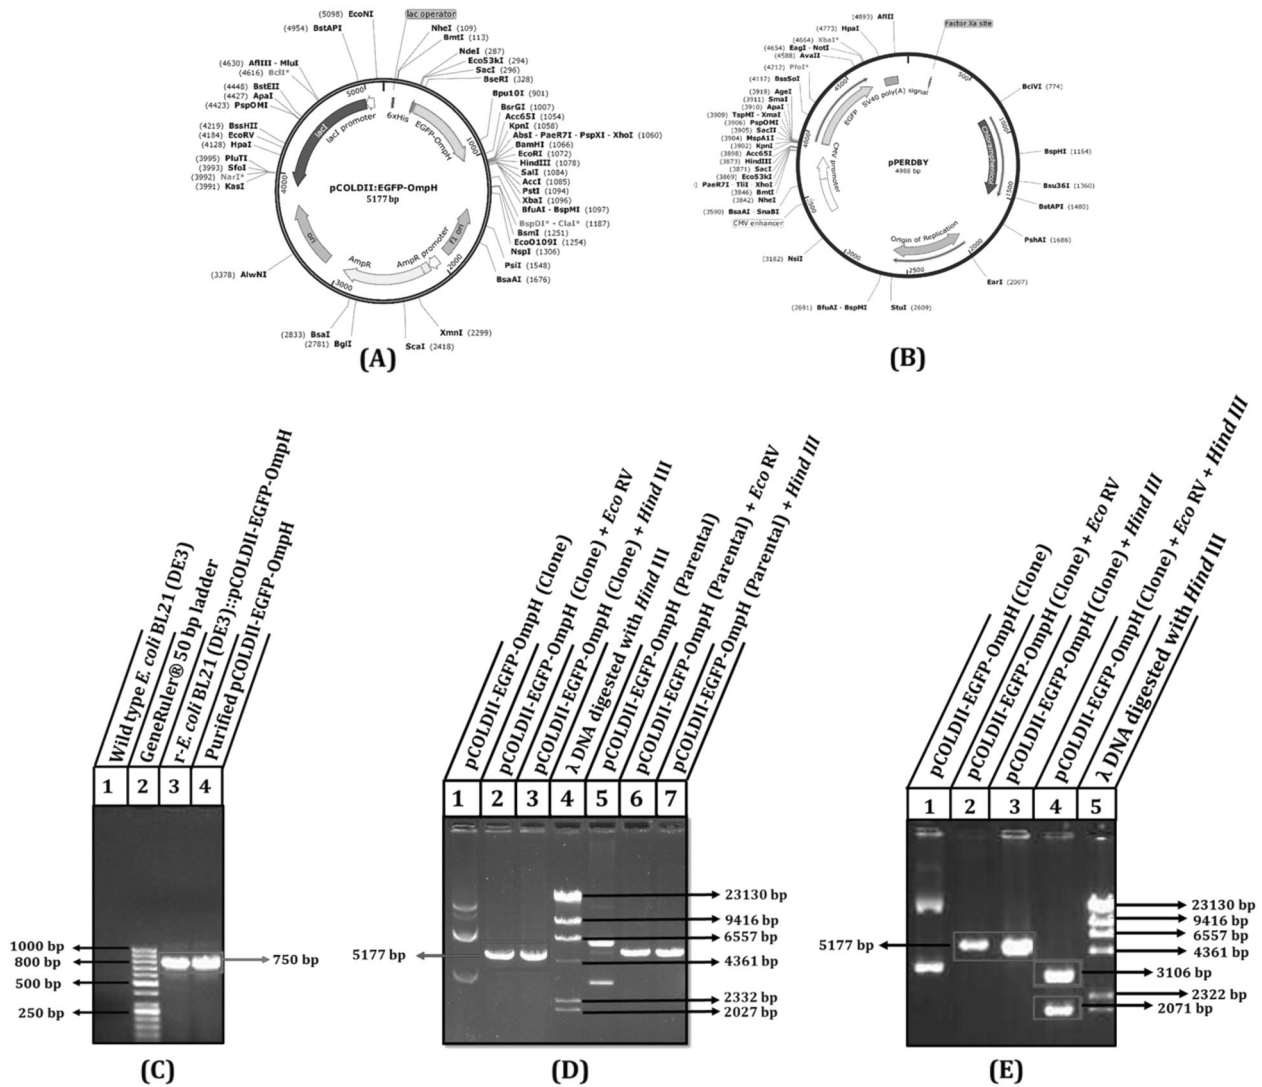 (5098) EcoNI
(4954) BstAPI
lac operator
NheI (109)
BmtI (113)
NdeI (287)
Eco53kI (294)
SacI (296)
BseRI (328)
Bpu10I (901)
BsrGI (1007)
Acc65I (1054)
KpnI (1058)
AbsI - PaeR7I - PspXI - XhoI (1060)
BamHI (1066)
EcoRI (1072)
HindIII (1078)
SalI (1084)
AccI (1085)
PstI (1094)
XbaI (1096)
BfuAI - BspMI (1097)
BspDI* - ClaI* (1187)
BsmI (1251)
EcoO109I (1254)
NspI (1306)
PsiI (1548)
BsaAI (1676)
XmnI (2299)
ScaI (2418)
(2781) BglI
(2833) BsaI
(3378) AlwNI
(3991) KasI
(3992) NarI*
(3993) SfoI
(3995) PluTI
(4128) HpaI
(4184) EcoRV
(4219) BssHII
(4423) PspOMI
(4427) ApaI
(4448) BstEII
(4616) BclI*
(4630) AflIII - MluI
5000
1000
2000
3000
4000
lacI
lacI promoter
6xHis
EGFP-OmpH
pCOLDII:EGFP-OmpH
5177 bp
ori
AmpR
AmpR promoter
f1 ori
(A)
(4893) AflII
(4773) HpaI
(4664) XbaI*
(4654) EagI - NotI
(4588) AvaII
(4212) PfoI*
(4112) BssSoI
(3919) AgeI
(3911) SmaI
(3910) ApaI
(3909) TspMI - XmaI
(3906) PspOMI
(3905) SacII
(3904) MspA1I
(3902) KpnI
(3898) Acc65I
(3873) HindIII
(3871) SacI
(3869) Eco53kI
) PaeR7I TliI - XhoI
(3846) BmtI
(3842) NheI
(3590) BsaAI - SnaBI
CMV enhancer
(3182) NsiI
(2691) BfuAI - BspMI
StuI (2609)
EarI (2007)
PshAI (1686)
BstAPI (1480)
Bsu36I (1360)
BspHI (1164)
BciVI (774)
Factor Xa site
SV40 poly(A) signal
EGFP
CMV promoter
Chloramphenicol
Origin of Replication
pPERDBY
4988 bp
500
1000
1500
2000
2500
3000
3500
4000
4500
(B)
Wild type E. coli BL21 (DE3)
GeneRuler® 50 bp ladder
r-E. coli BL21 (DE3)::pCOLDII-EGFP-OmpH
Purified pCOLDII-EGFP-OmpH
1 2 3 4
1000 bp
800 bp
500 bp
250 bp
750 bp
(C)
pCOLDII-EGFP-OmpH (Clone)
pCOLDII-EGFP-OmpH (Clone) + Eco RV
pCOLDII-EGFP-OmpH (Clone) + Hind III
λ DNA digested with Hind III
pCOLDII-EGFP-OmpH (Parental)
pCOLDII-EGFP-OmpH (Parental) + Eco RV
pCOLDII-EGFP-OmpH (Parental) + Hind III
1 2 3 4 5 6 7
5177 bp
23130 bp
9416 bp
6557 bp
4361 bp
2332 bp
2027 bp
(D)
pCOLDII-EGFP-OmpH (Clone)
pCOLDII-EGFP-OmpH (Clone) + Eco RV
pCOLDII-EGFP-OmpH (Clone) + Hind III
pCOLDII-EGFP-OmpH (Clone) + Eco RV + Hind III
λ DNA digested with Hind III
1 2 3 4 5
5177 bp
23130 bp
9416 bp
6557 bp
4361 bp
3106 bp
2322 bp
2071 bp
(E)